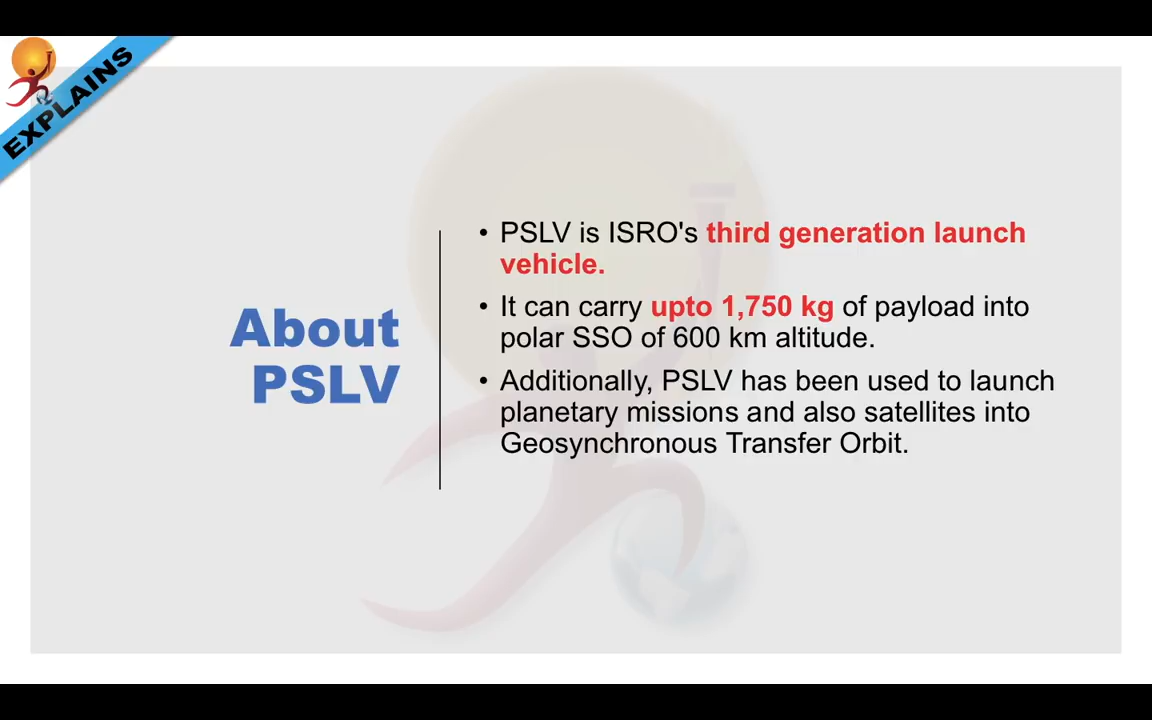 EXPLAINS
About
PSLV
• PSLV is ISRO's third generation launch
vehicle.
• It can carry upto 1,750 kg of payload into
polar SSO of 600 km altitude.
• Additionally, PSLV has been used to launch
planetary missions and also satellites into
Geosynchronous Transfer Orbit.